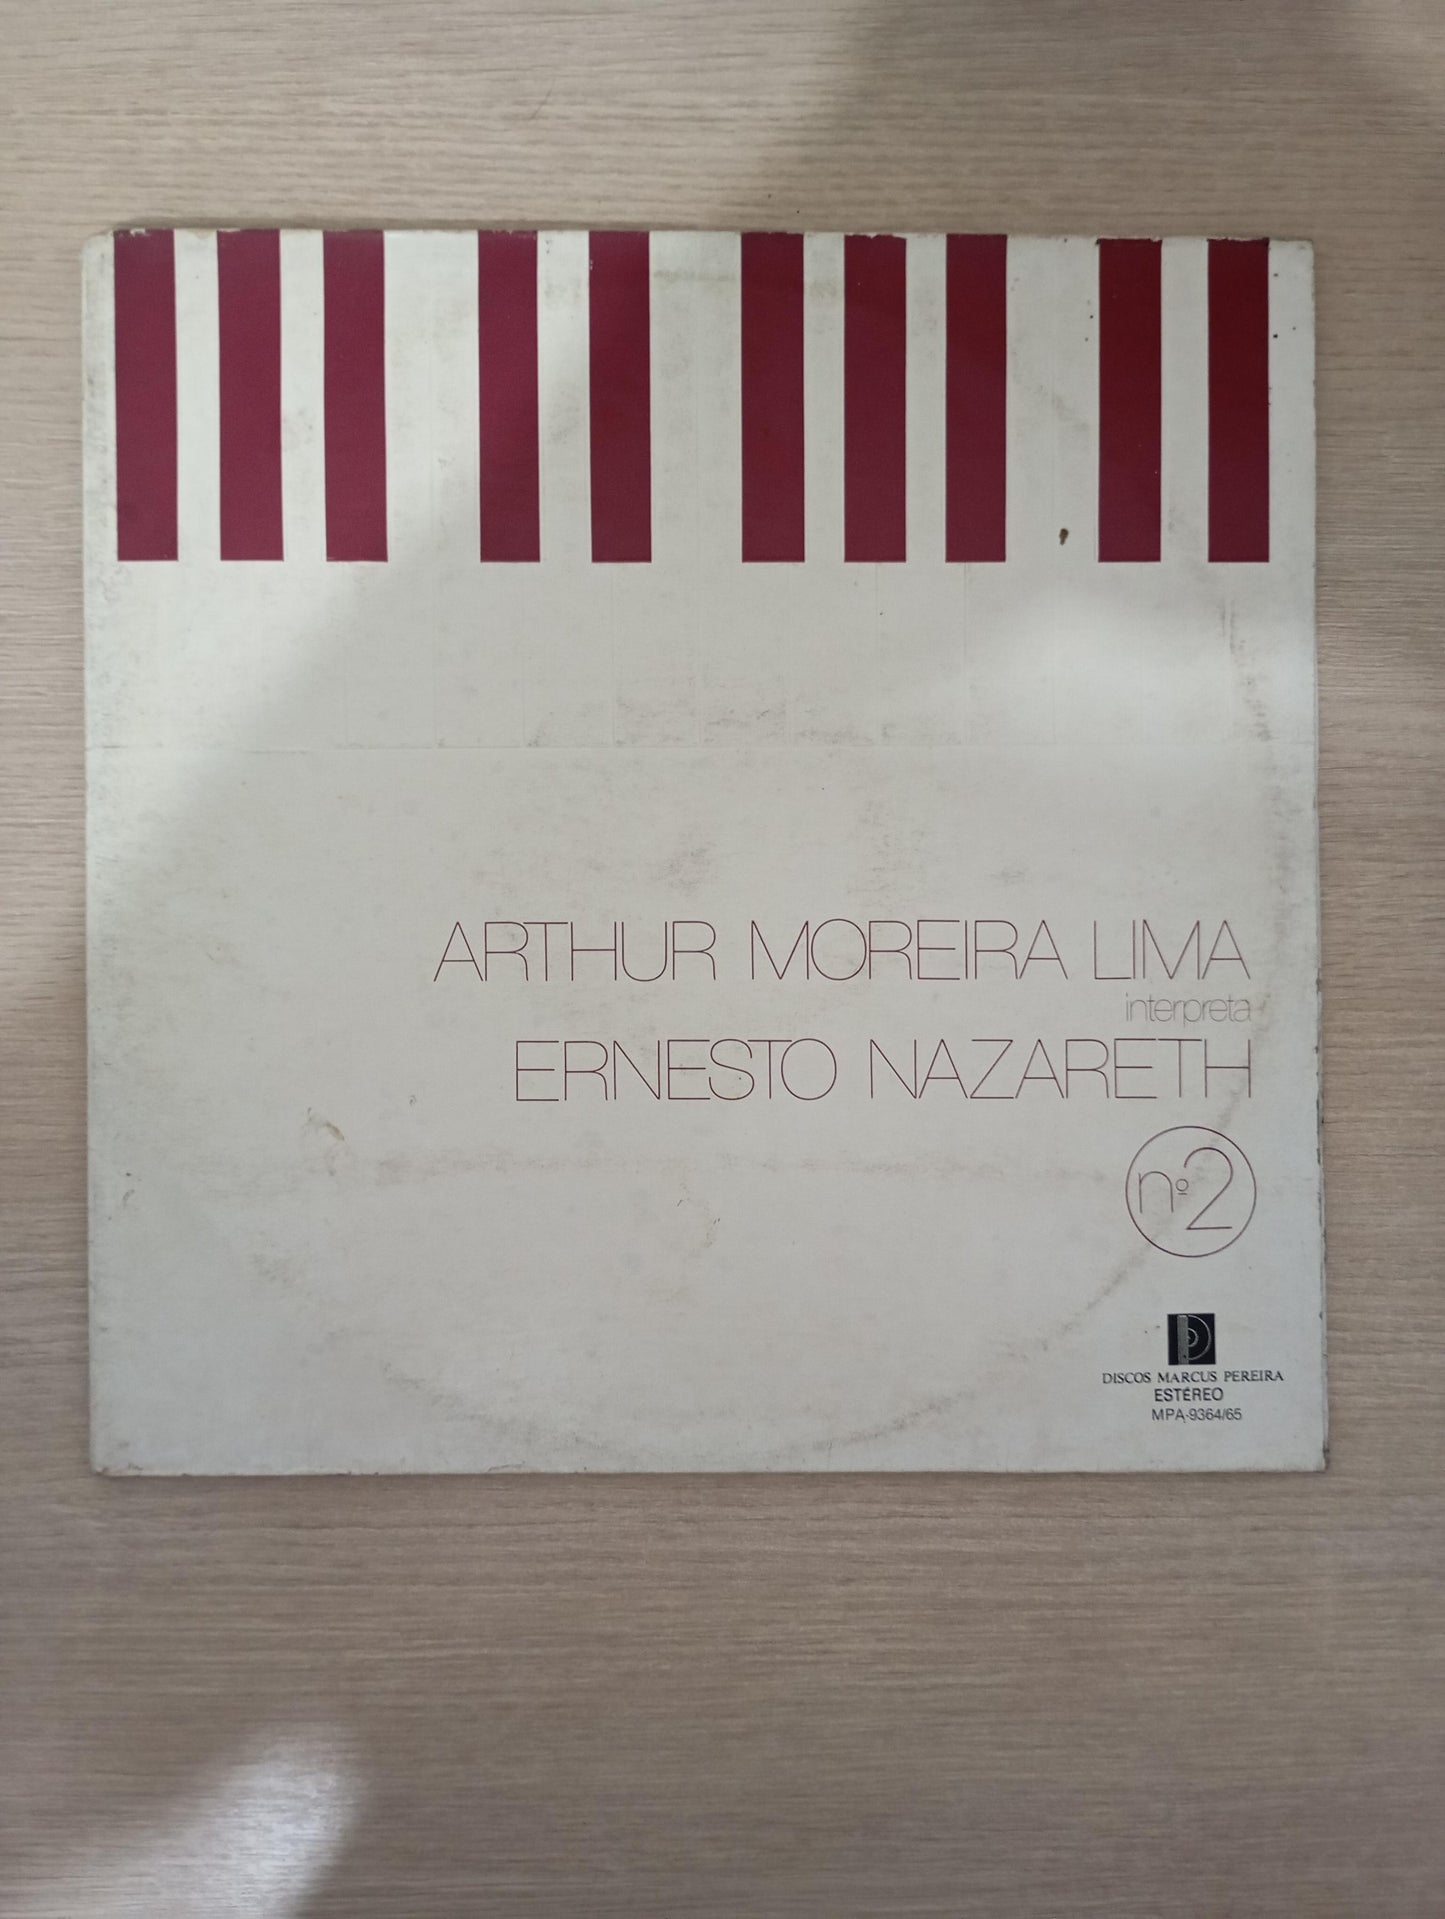 ARTHUR MOREIRA LIMA
interpreta
ERNESTO NAZARETH
nº2
DISCOS MARCUS PEREIRA
ESTÉREO
MPA-9364/65